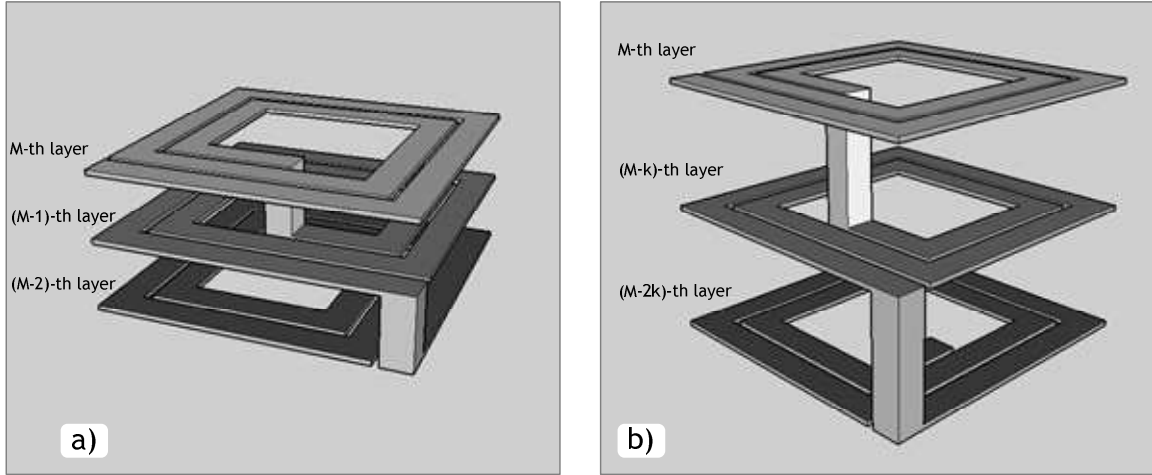 M-th layer
(M-1)-th layer
(M-2)-th layer
a)
M-th layer
(M-k)-th layer
(M-2k)-th layer
b)